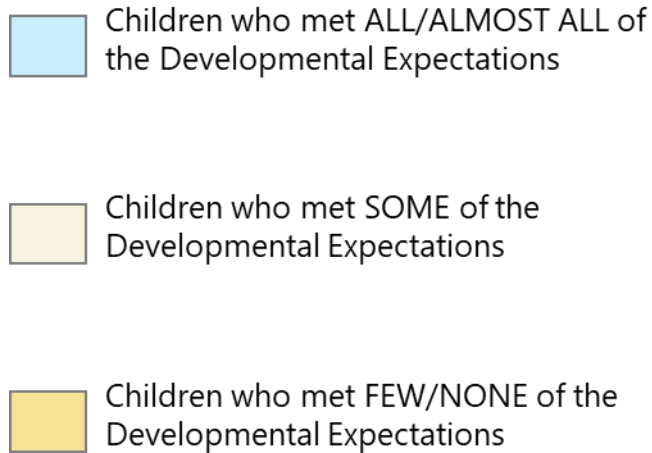 Children who met ALL/ALMOST ALL of
the Developmental Expectations
Children who met SOME of the
Developmental Expectations
Children who met FEW/NONE of the
Developmental Expectations